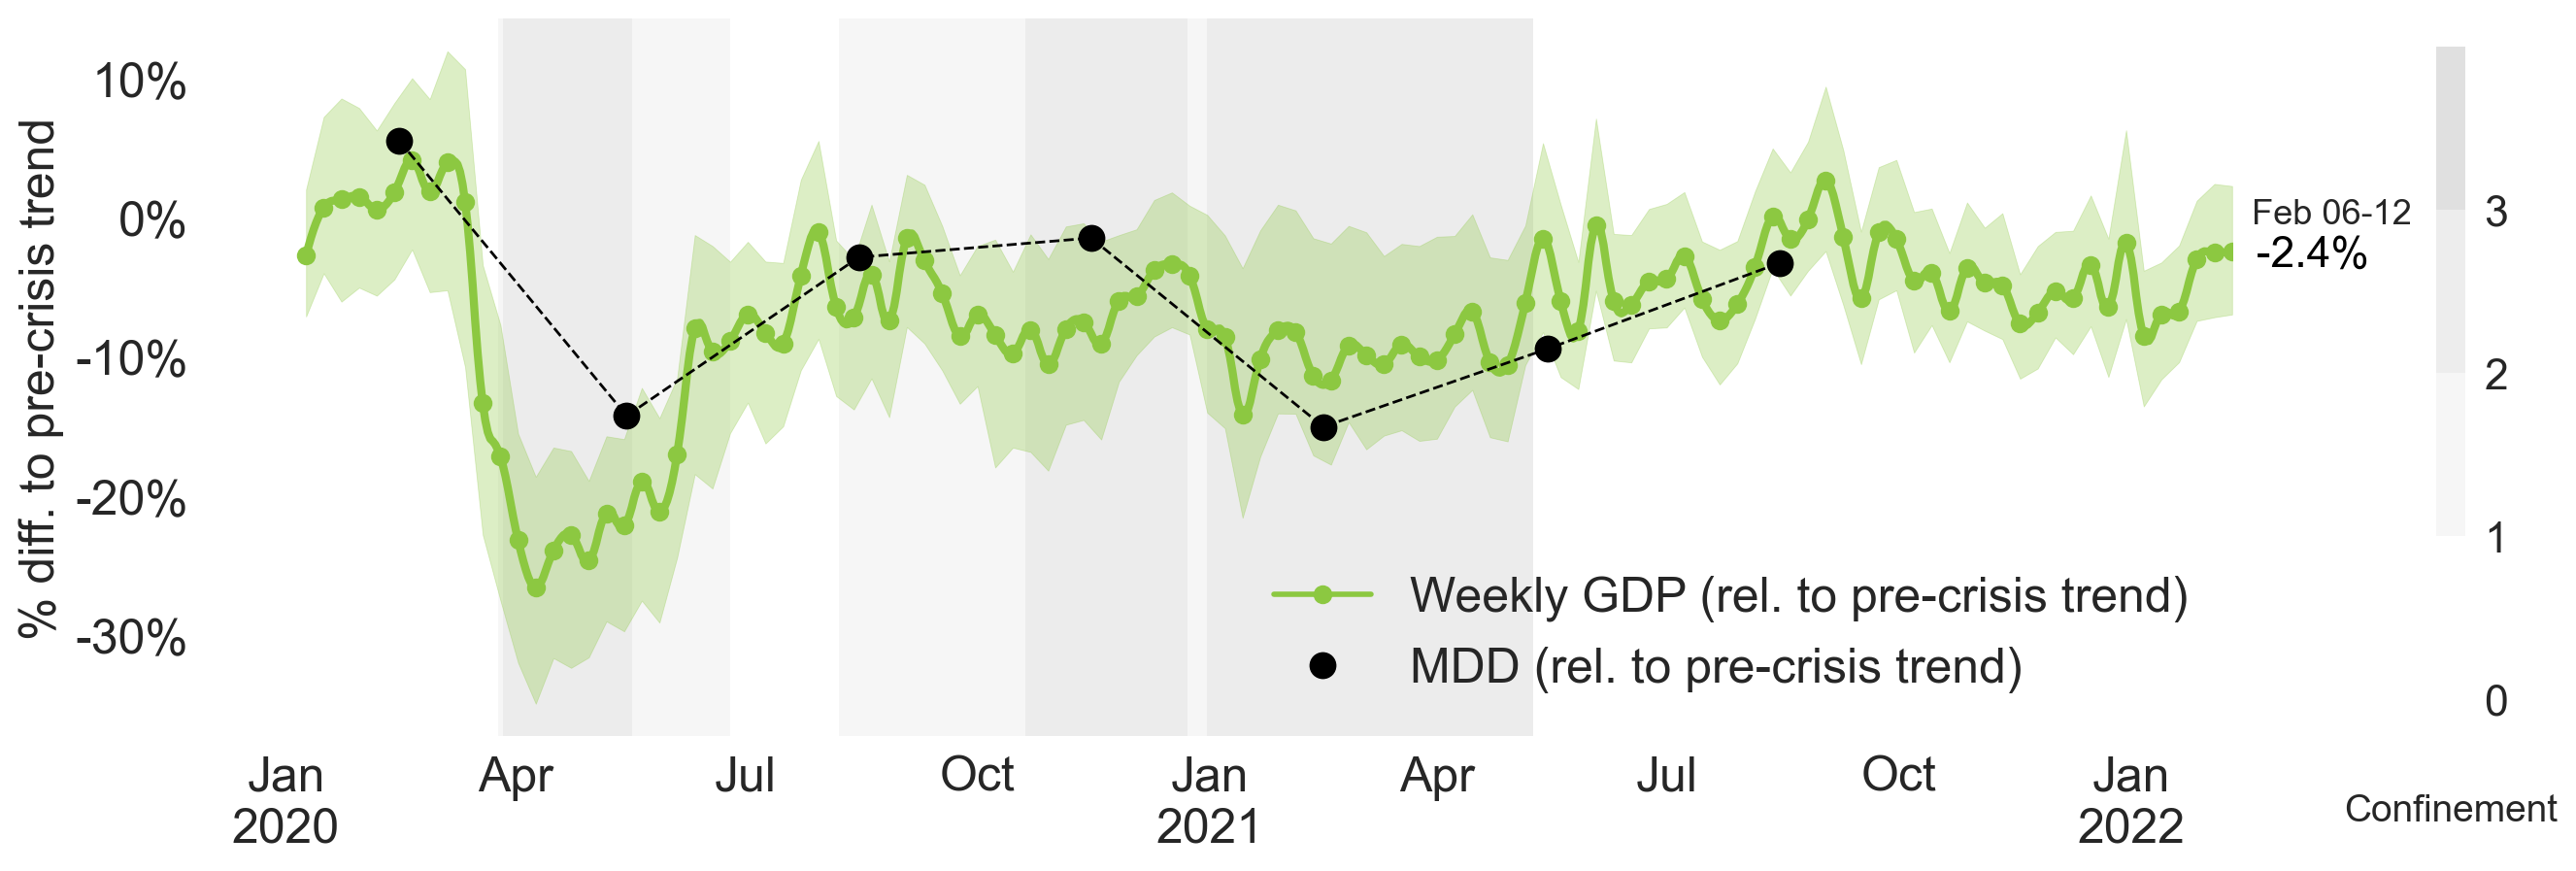 % diff. to pre-crisis trend
10%
0%
-10%
-20%
-30%
Feb 06-12
-2.4%
Weekly GDP (rel. to pre-crisis trend)
MDD (rel. to pre-crisis trend)
Jan Apr Jul Oct Jan Apr Jul Oct Jan
2020 2021 2022
3
2
1
0
Confinement